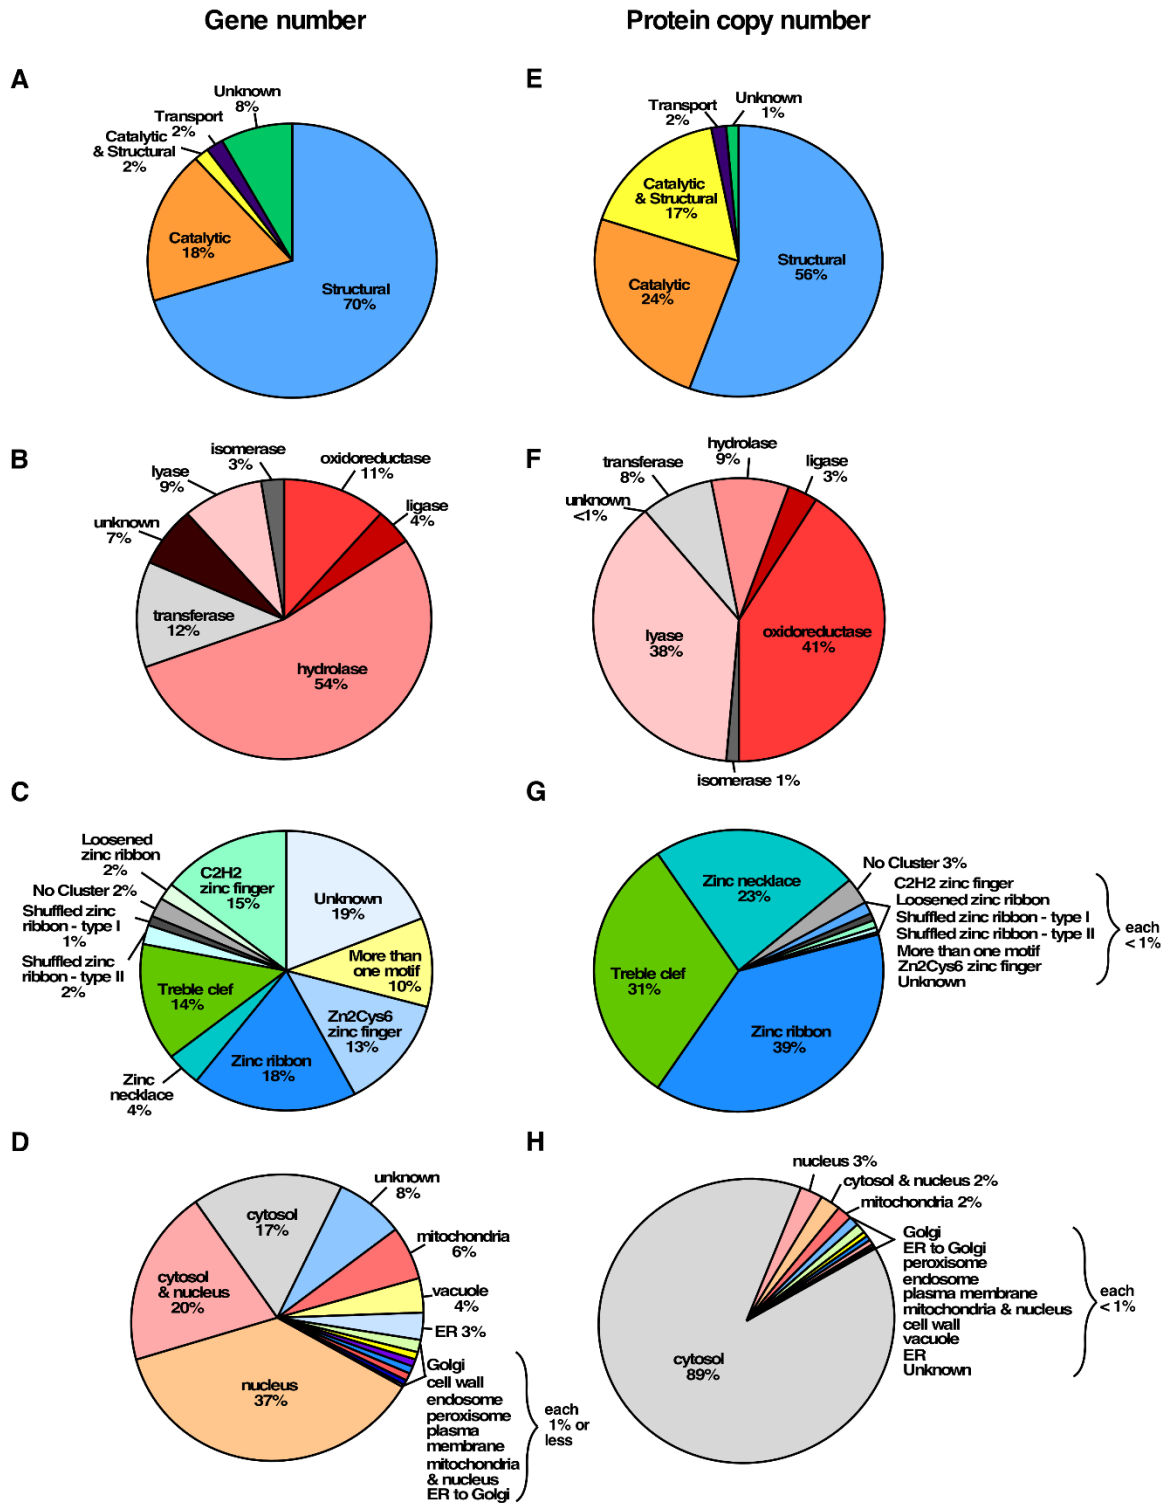 Gene number
Protein copy number
A
Unknown
8%
Transport
2%
Catalytic
& Structural
2%
Catalytic
18%
Structural
70%
E
Transport
2%
Unknown
1%
Catalytic
& Structural
17%
Catalytic
24%
Structural
56%
B
isomerase
3%
oxidoreductase
11%
lyase
9%
ligase
4%
unknown
7%
transferase
12%
hydrolase
54%
F
hydrolase
9%
transferase
8%
ligase
3%
unknown
<1%
lyase
38%
oxidoreductase
41%
isomerase 1%
C
Loosened
zinc ribbon
2%
No Cluster 2%
Shuffled zinc
ribbon - type I
1%
Shuffled zinc
ribbon - type II
2%
C2H2
zinc finger
15%
Unknown
19%
More than
one motif
10%
Treble clef
14%
Zn2Cys6
zinc finger
13%
Zinc ribbon
18%
Zinc
necklace
4%
G
Zinc necklace
23%
No Cluster 3%
C2H2 zinc finger
Loosened zinc ribbon
Shuffled zinc ribbon - type I
Shuffled zinc ribbon - type II
More than one motif
Zn2Cys6 zinc finger
Unknown
each
< 1%
Treble clef
31%
Zinc ribbon
39%
D
unknown
8%
cytosol
17%
mitochondria
6%
cytosol
& nucleus
20%
vacuole
4%
ER 3%
nucleus
37%
Golgi
cell wall
endosome
peroxisome
plasma
membrane
mitochondria
& nucleus
ER to Golgi
each
1% or
less
H
nucleus 3%
cytosol & nucleus 2%
mitochondria 2%
Golgi
ER to Golgi
peroxisome
endosome
plasma membrane
mitochondria & nucleus
cell wall
vacuole
ER
Unknown
each
< 1%
cytosol
89%